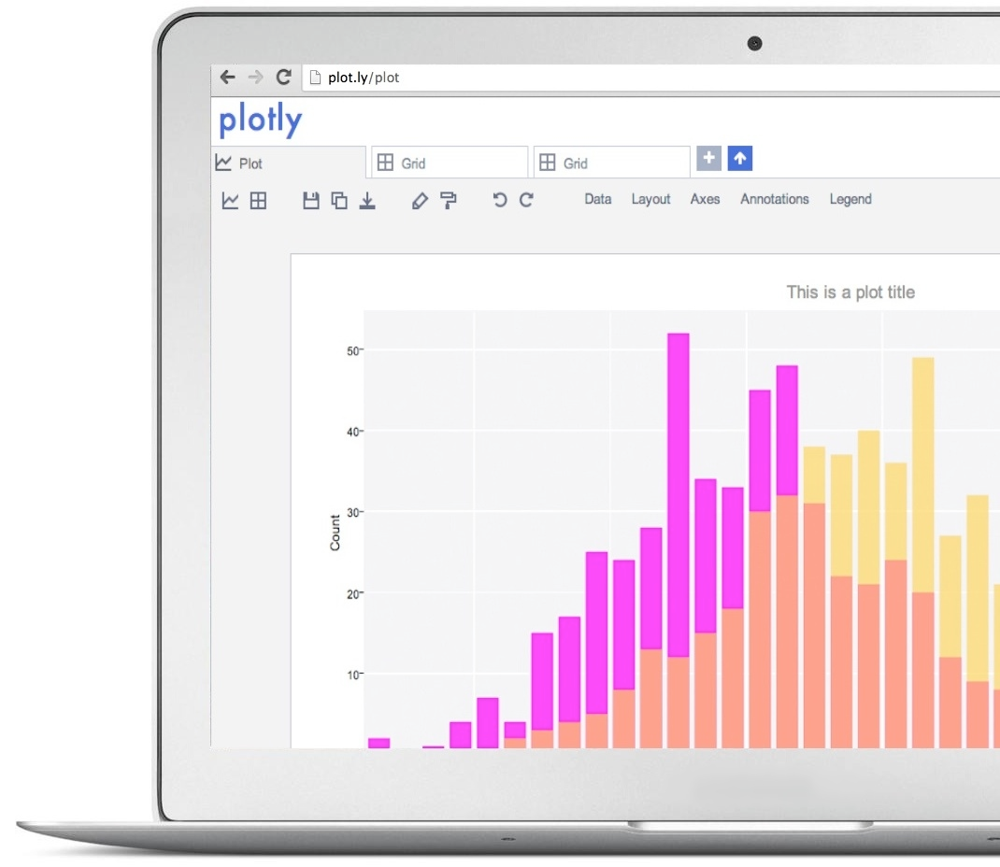 plot.ly/plot
plotly
Plot Grid Grid
Data Layout Axes Annotations Legend
This is a plot title
50
40
30
20
10
Count